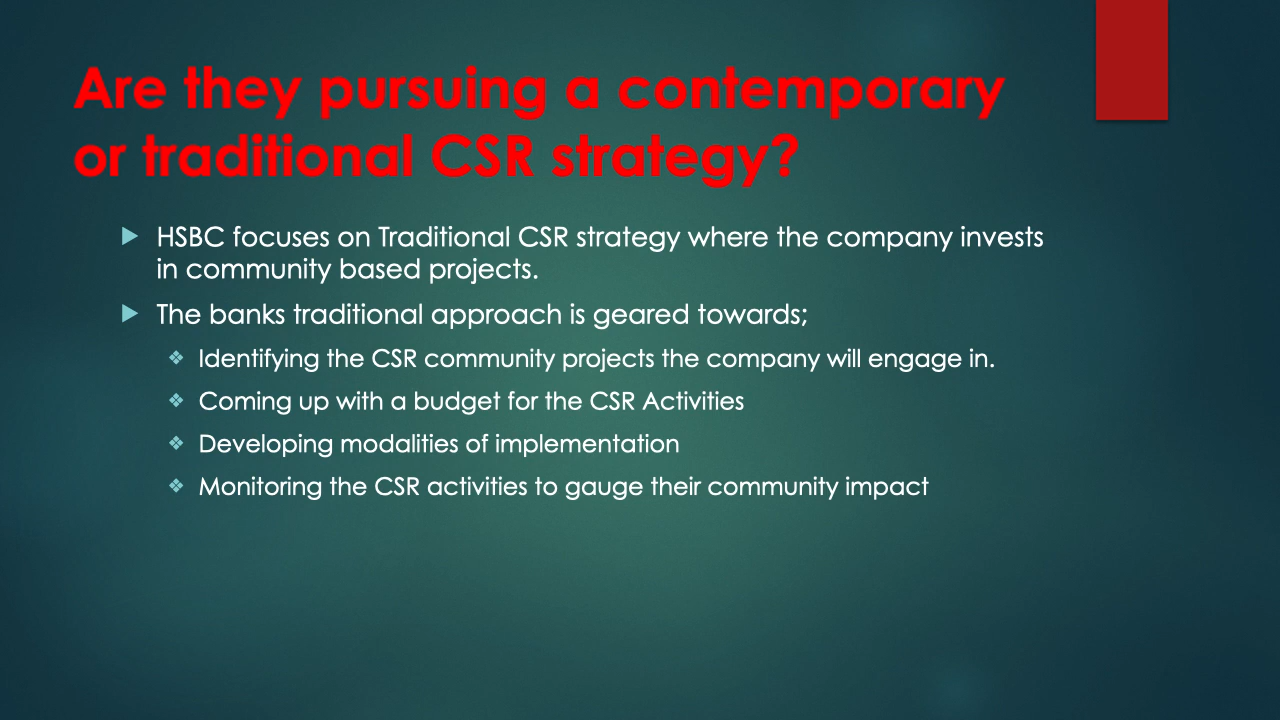 Are they pursuing a contemporary
or traditional CSR strategy?
HSBC focuses on Traditional CSR strategy where the company invests
in community based projects.
The banks traditional approach is geared towards;
Identifying the CSR community projects the company will engage in.
Coming up with a budget for the CSR Activities
Developing modalities of implementation
Monitoring the CSR activities to gauge their community impact